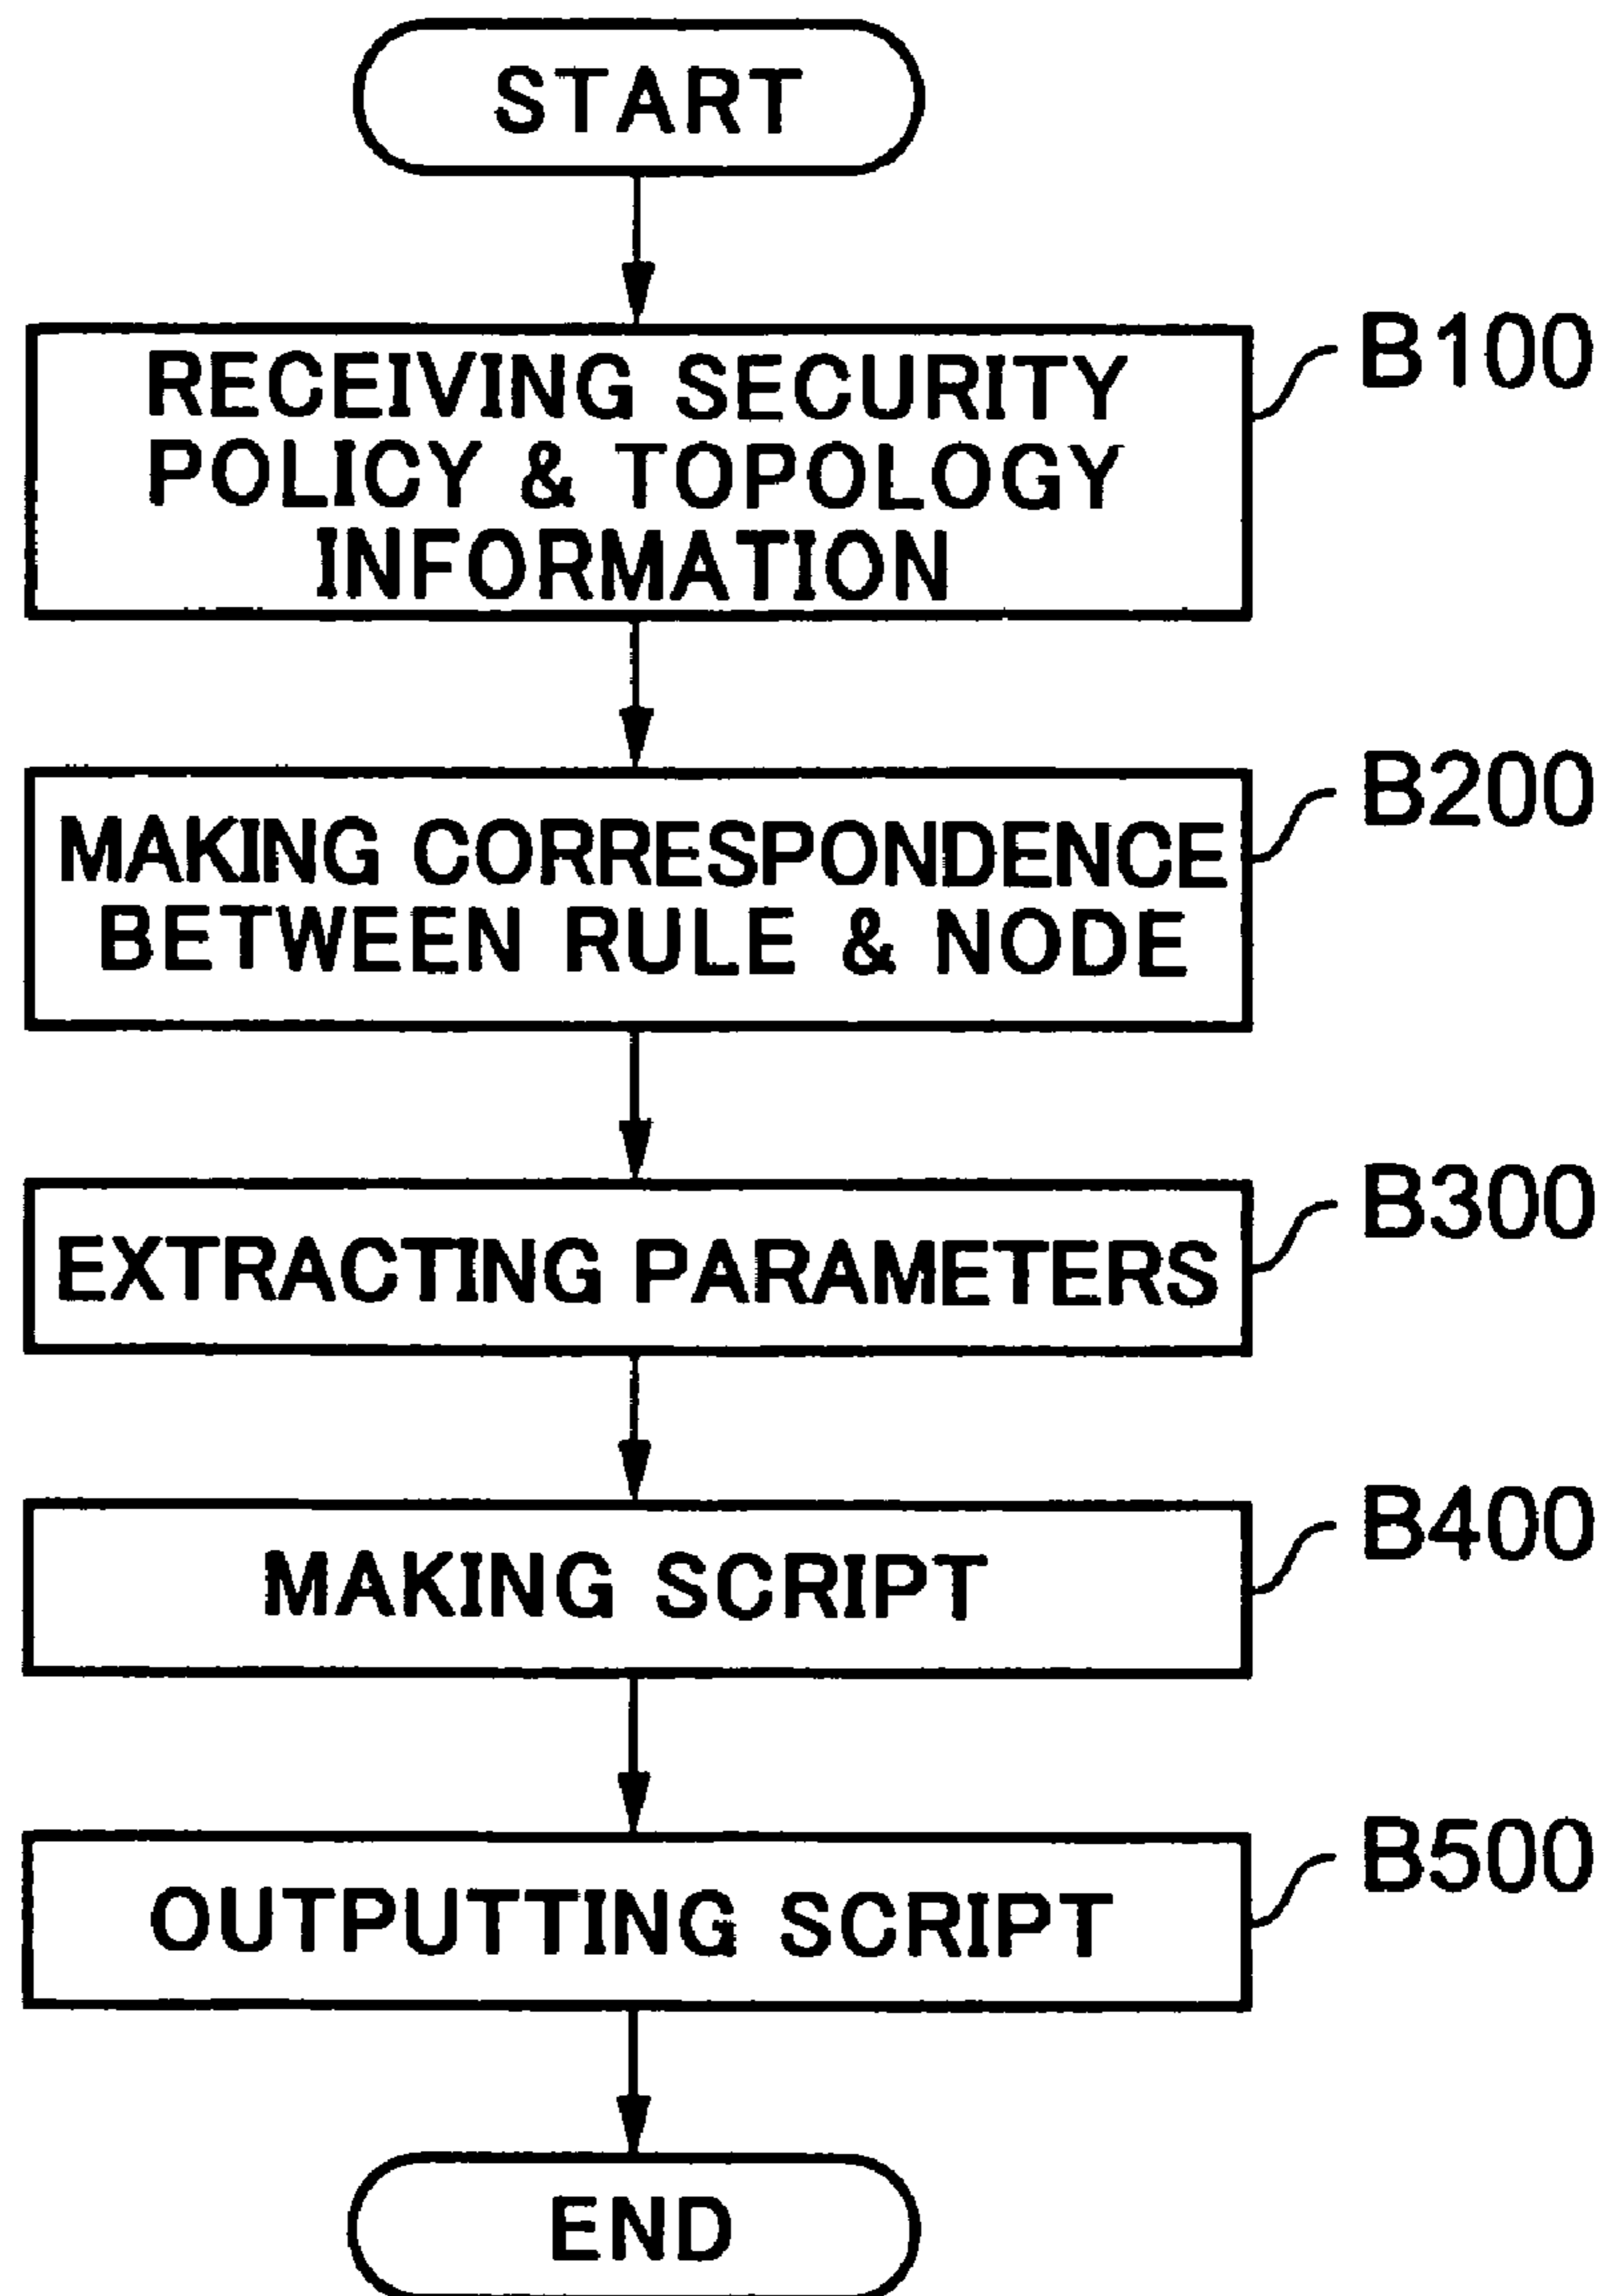 START
RECEIVING SECURITY
POLICY & TOPOLOGY
INFORMATION
B100
MAKING CORRESPONDENCE
BETWEEN RULE & NODE
B200
EXTRACTING PARAMETERS
B300
MAKING SCRIPT
B400
OUTPUTTING SCRIPT
B500
END